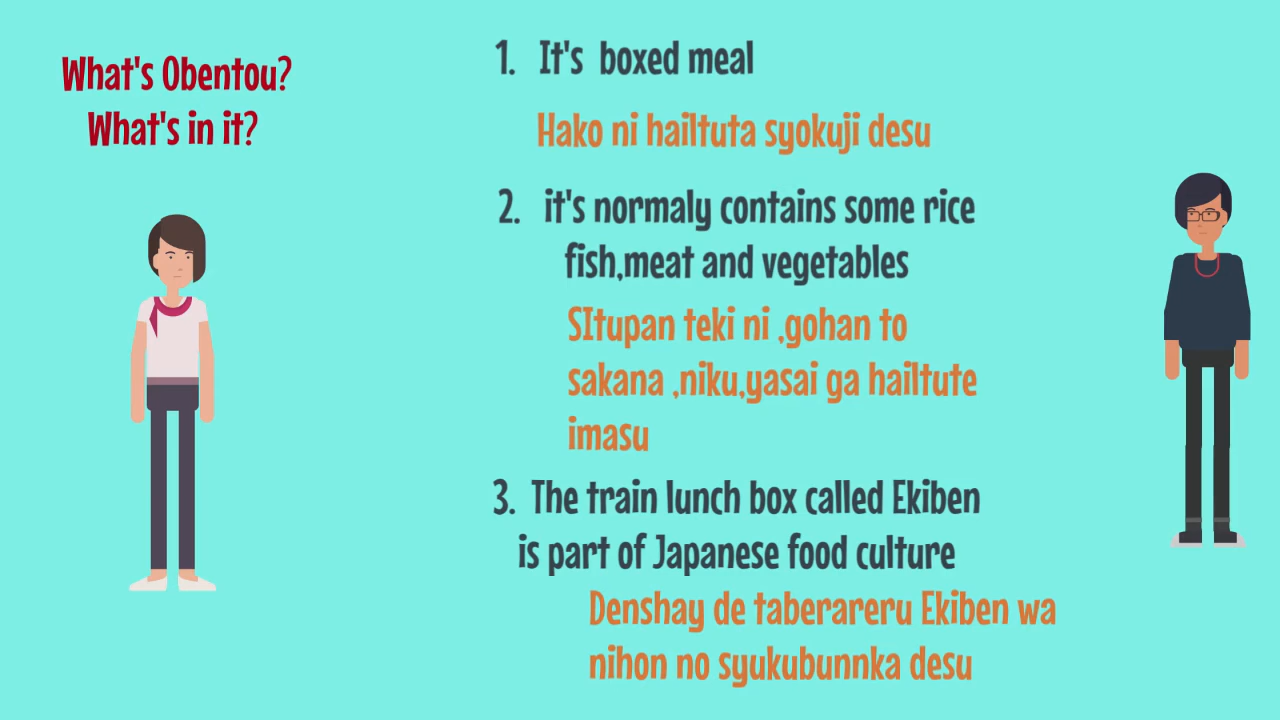 What's Obentou?
What's in it?
1. It's boxed meal
Hako ni hailtuta syokuji desu
2. it's normaly contains some rice
fish,meat and vegetables
SItupan teki ni ,gohan to
sakana ,niku,yasai ga hailtute
imasu
3. The train lunch box called Ekiben
is part of Japanese food culture
Denshay de taberareru Ekiben wa
nihon no syukubunnka desu